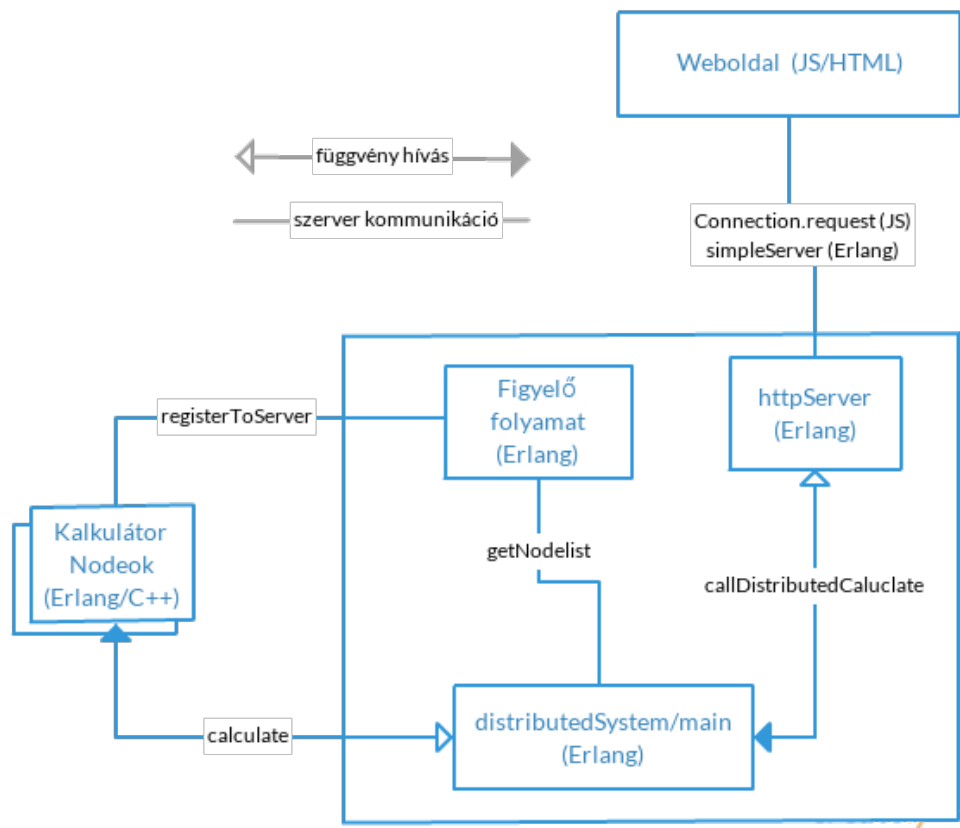 Weboldal (JS/HTML)
függvény hívás
szerver kommunikáció
Connection.request (JS)
simpleServer (Erlang)
Figyelő
folyamat
(Erlang)
httpServer
(Erlang)
registerToServer
Kalkulátor
Nodeok
(Erlang/C++)
getNodelist
callDistributedCaluclate
calculate
distributedSystem/main
(Erlang)